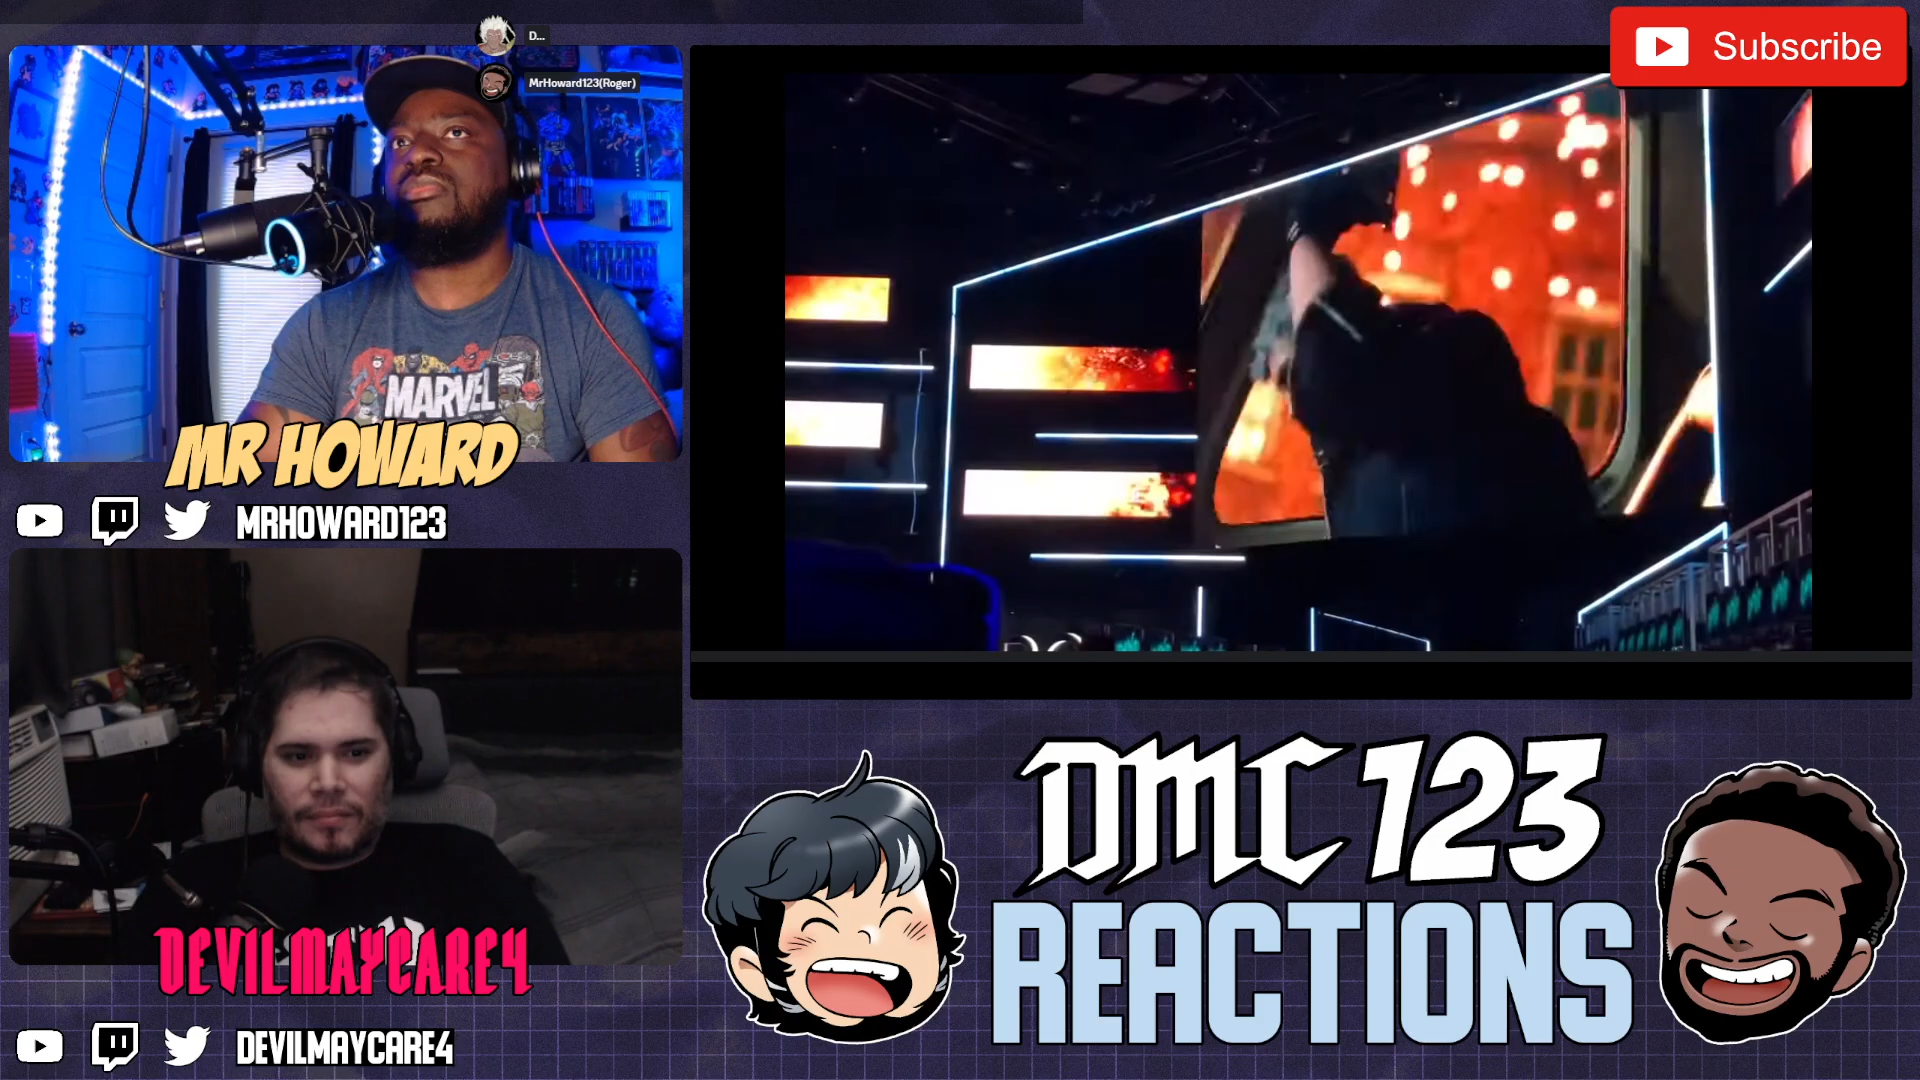 D...
MrHoward123(Roger)
Subscribe
MARVEL
MR HOWARD
MRHOWARD123
DEVILMAYCARE4
DEVILMAYCARE4
DMC 123
REACTIONS